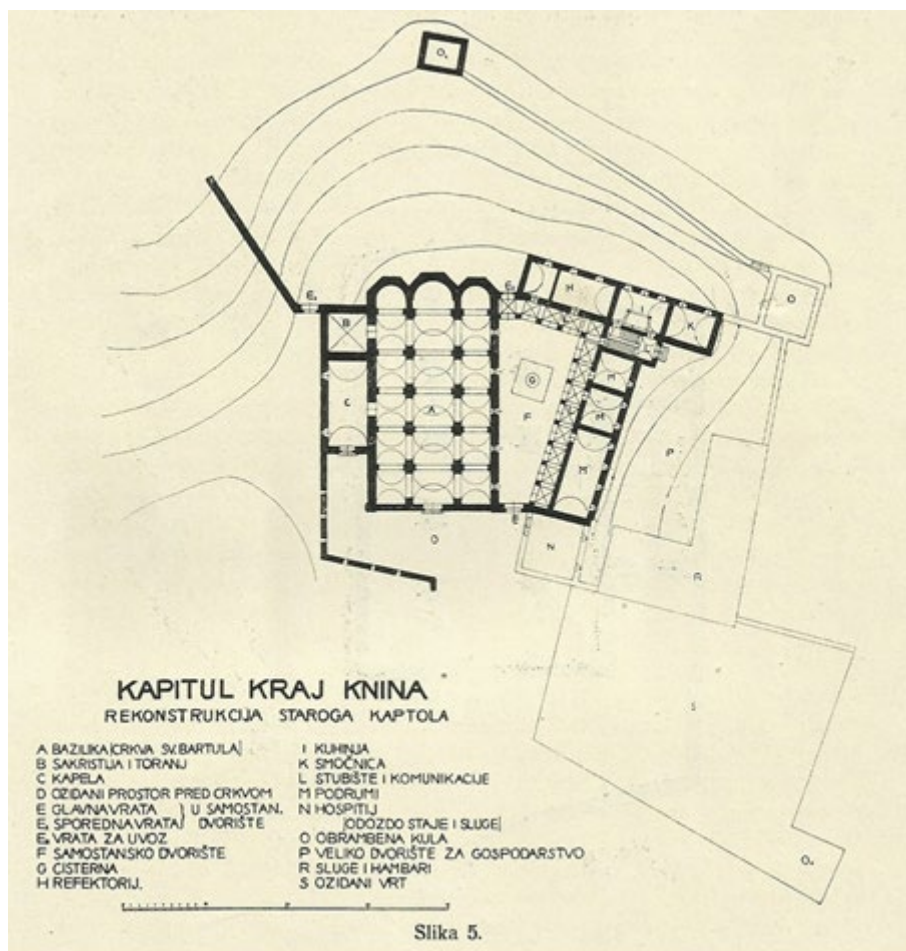 O.
E.
B
C
A
D
E.
H
I
K
L
G
F
M
M
M
E
N
O
P
R
S
O.
KAPITUL KRAJ KNINA
REKONSTRUKCIJA STAROGA KAPTOLA
A BAZILIKA (CRKVA SV. BARTULA)
B SAKRISTIJA I TORANJ
C KAPELA
D OZIDANI PROSTOR PRED CRKVOM
E GLAVNA VRATA } U SAMOSTAN.
E. SPOREDNA VRATA } DVORIŠTE
E. VRATA ZA UVOZ
F SAMOSTANSKO DVORIŠTE
G CISTERNA
H REFEKTORIJ.
I KUHINJA
K SMOČNICA
L STUBIŠTE I KOMUNIKACIJE
M PODRUMI
N HOSPITIJ
(ODOZDO STAJE I SLUGE)
O OBRAMBENA KULA
P VELIKO DVORIŠTE ZA GOSPODARSTVO
R SLUGE I HAMBARI
S OZIDANI VRT
Slika 5.